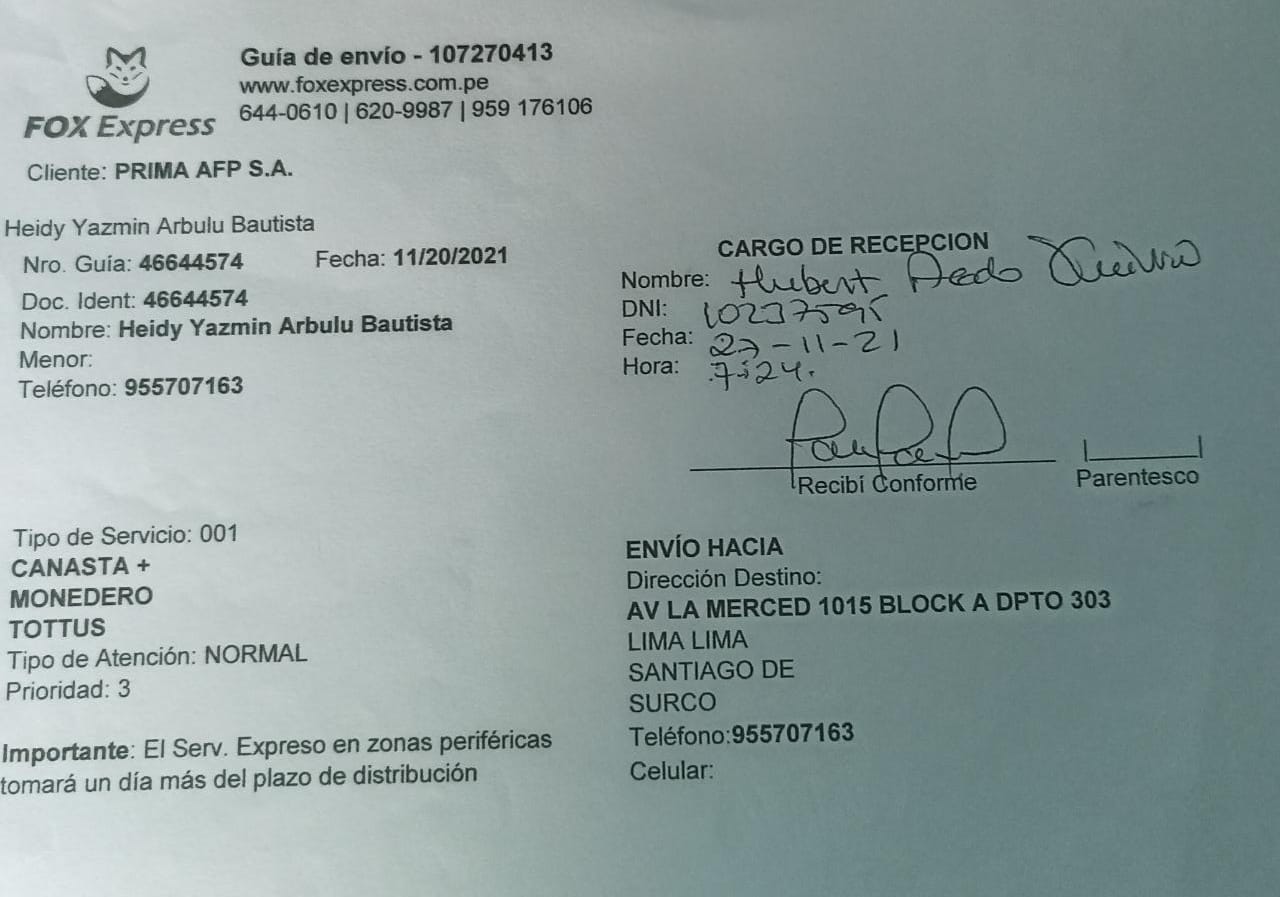 FOX Express
Guía de envío - 107270413
www.foxexpress.com.pe
644-0610 | 620-9987 | 959 176106
Cliente: PRIMA AFP S.A.
Heidy Yazmin Arbulu Bautista
Nro. Guía: 46644574 Fecha: 11/20/2021
Doc. Ident: 46644574
Nombre: Heidy Yazmin Arbulu Bautista
Menor:
Teléfono: 955707163
CARGO DE RECEPCION
Nombre: Hubert Aedo
DNI: 10237595
Fecha: 27-11-21
Hora: 7:24.
Recibí Conforme
Parentesco
Tipo de Servicio: 001
CANASTA +
MONEDERO
TOTTUS
Tipo de Atención: NORMAL
Prioridad: 3
Importante: El Serv. Expreso en zonas periféricas
tomará un día más del plazo de distribución
ENVÍO HACIA
Dirección Destino:
AV LA MERCED 1015 BLOCK A DPTO 303
LIMA LIMA
SANTIAGO DE
SURCO
Teléfono:955707163
Celular: